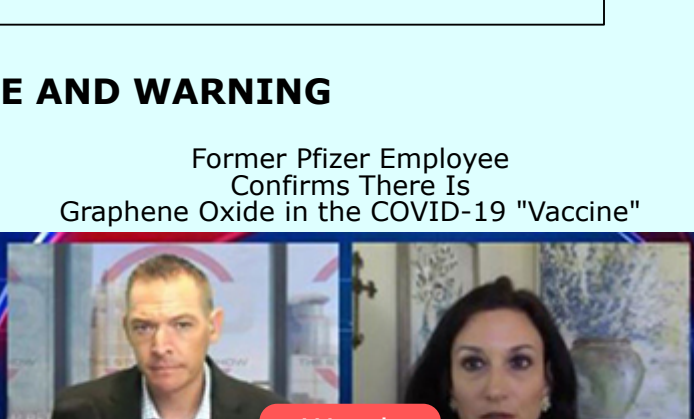 E AND WARNING
Former Pfizer Employee
Confirms There Is
Graphene Oxide in the COVID-19 "Vaccine"